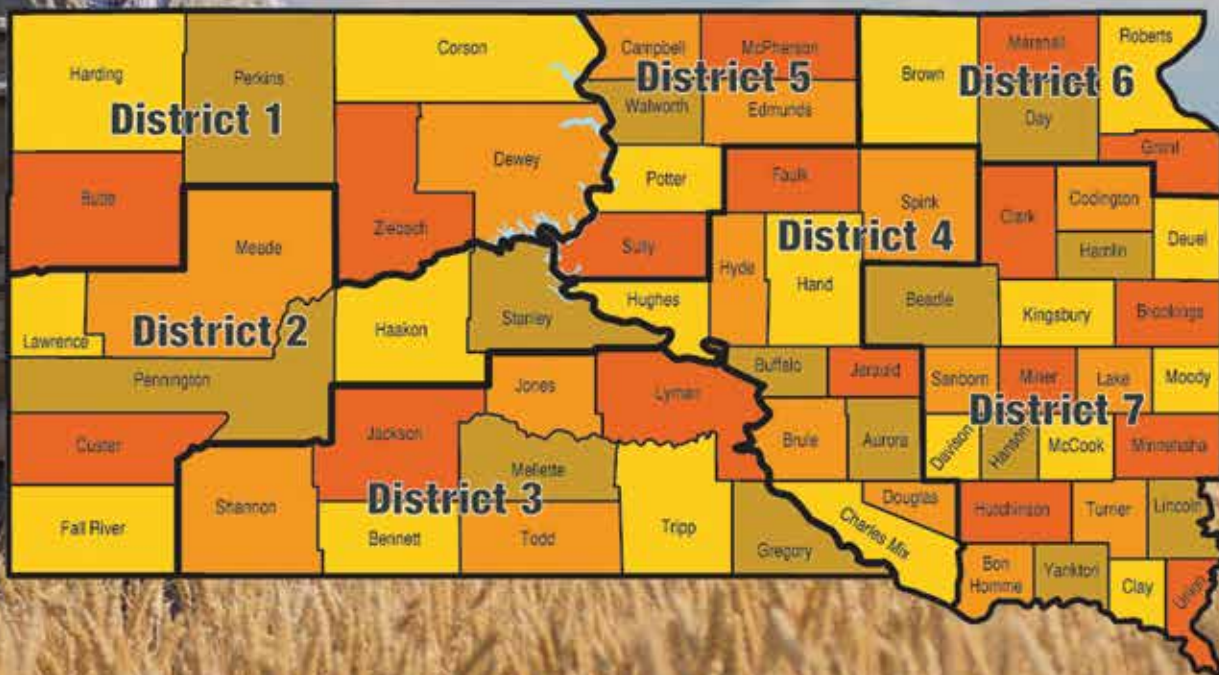 Harding
Perkins
Corson
Campbell
McPherson
Brown
Marshall
Roberts
District 1
District 5
District 6
Walworth
Edmunds
Day
Dewey
Grant
Butte
Ziebach
Potter
Faulk
Spink
Clark
Codington
Meade
Sully
Hyde
District 4
Hamlin
Deuel
Hand
Lawrence
District 2
Haakon
Stanley
Hughes
Beadle
Kingsbury
Brookings
Pennington
Jones
Lyman
Buffalo
Jerauld
Sanborn
Miner
Lake
Moody
District 7
Custer
Jackson
Mellette
Brule
Aurora
Davison
Hanson
McCook
Minnehaha
Fall River
Shannon
District 3
Bennett
Todd
Tripp
Gregory
Charles Mix
Douglas
Hutchinson
Turner
Lincoln
Bon
Homme
Yankton
Clay
Union